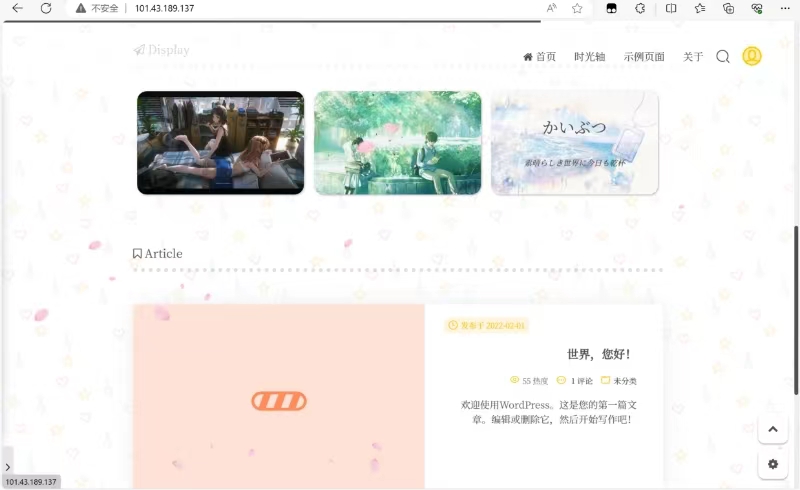 不安全 101.43.189.137
Display
首页 时光轴 示例页面 关于
かいぶつ
素晴らしき世界に今日も乾杯
Article
发布于 2022-02-01
世界，您好！
55 热度 1 评论 未分类
欢迎使用WordPress。这是您的第一篇文
章。编辑或删除它，然后开始写作吧！
101.43.189.137